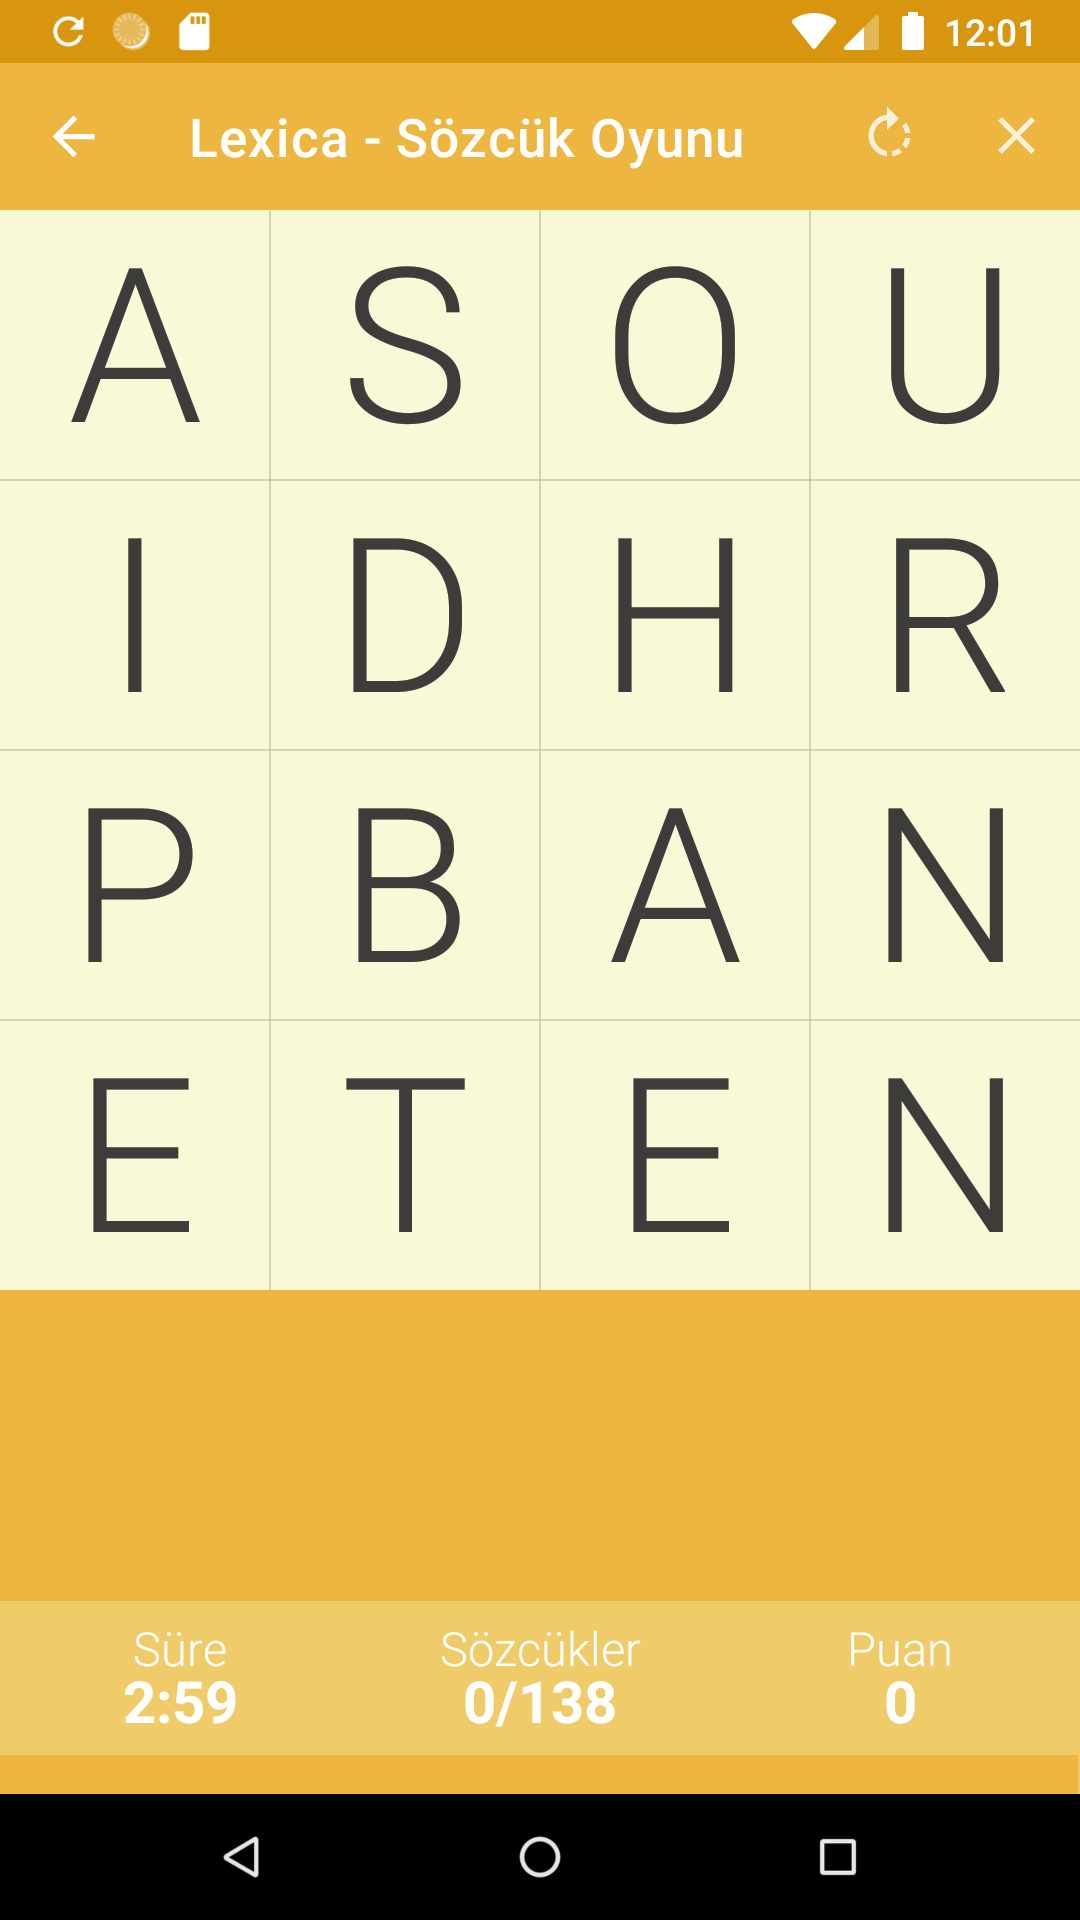 12:01
Lexica - Sözcük Oyunu
A S O U
I D H R
P B A N
E T E N
Süre Sözcükler Puan
2:59 0/138 0